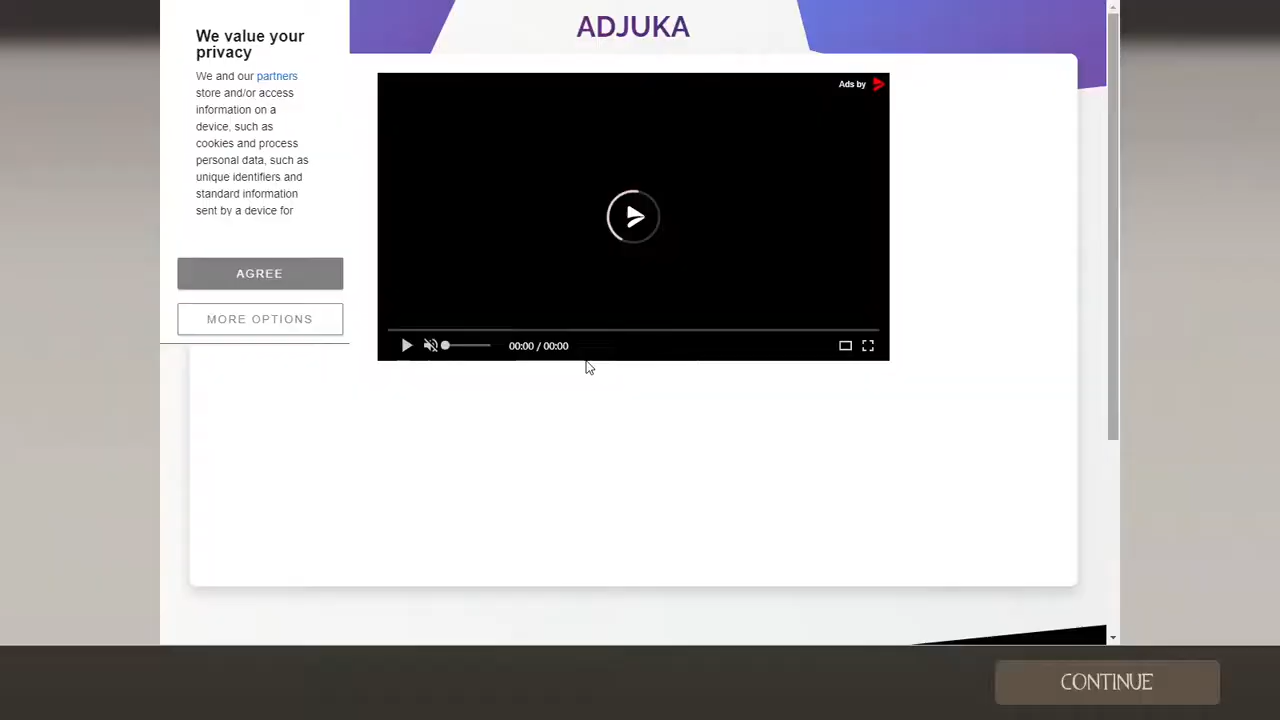 We value your
privacy
We and our partners
store and/or access
information on a
device, such as
cookies and process
personal data, such as
unique identifiers and
standard information
sent by a device for
AGREE
MORE OPTIONS
ADJUKA
Ads by
00:00 / 00:00
CONTINUE